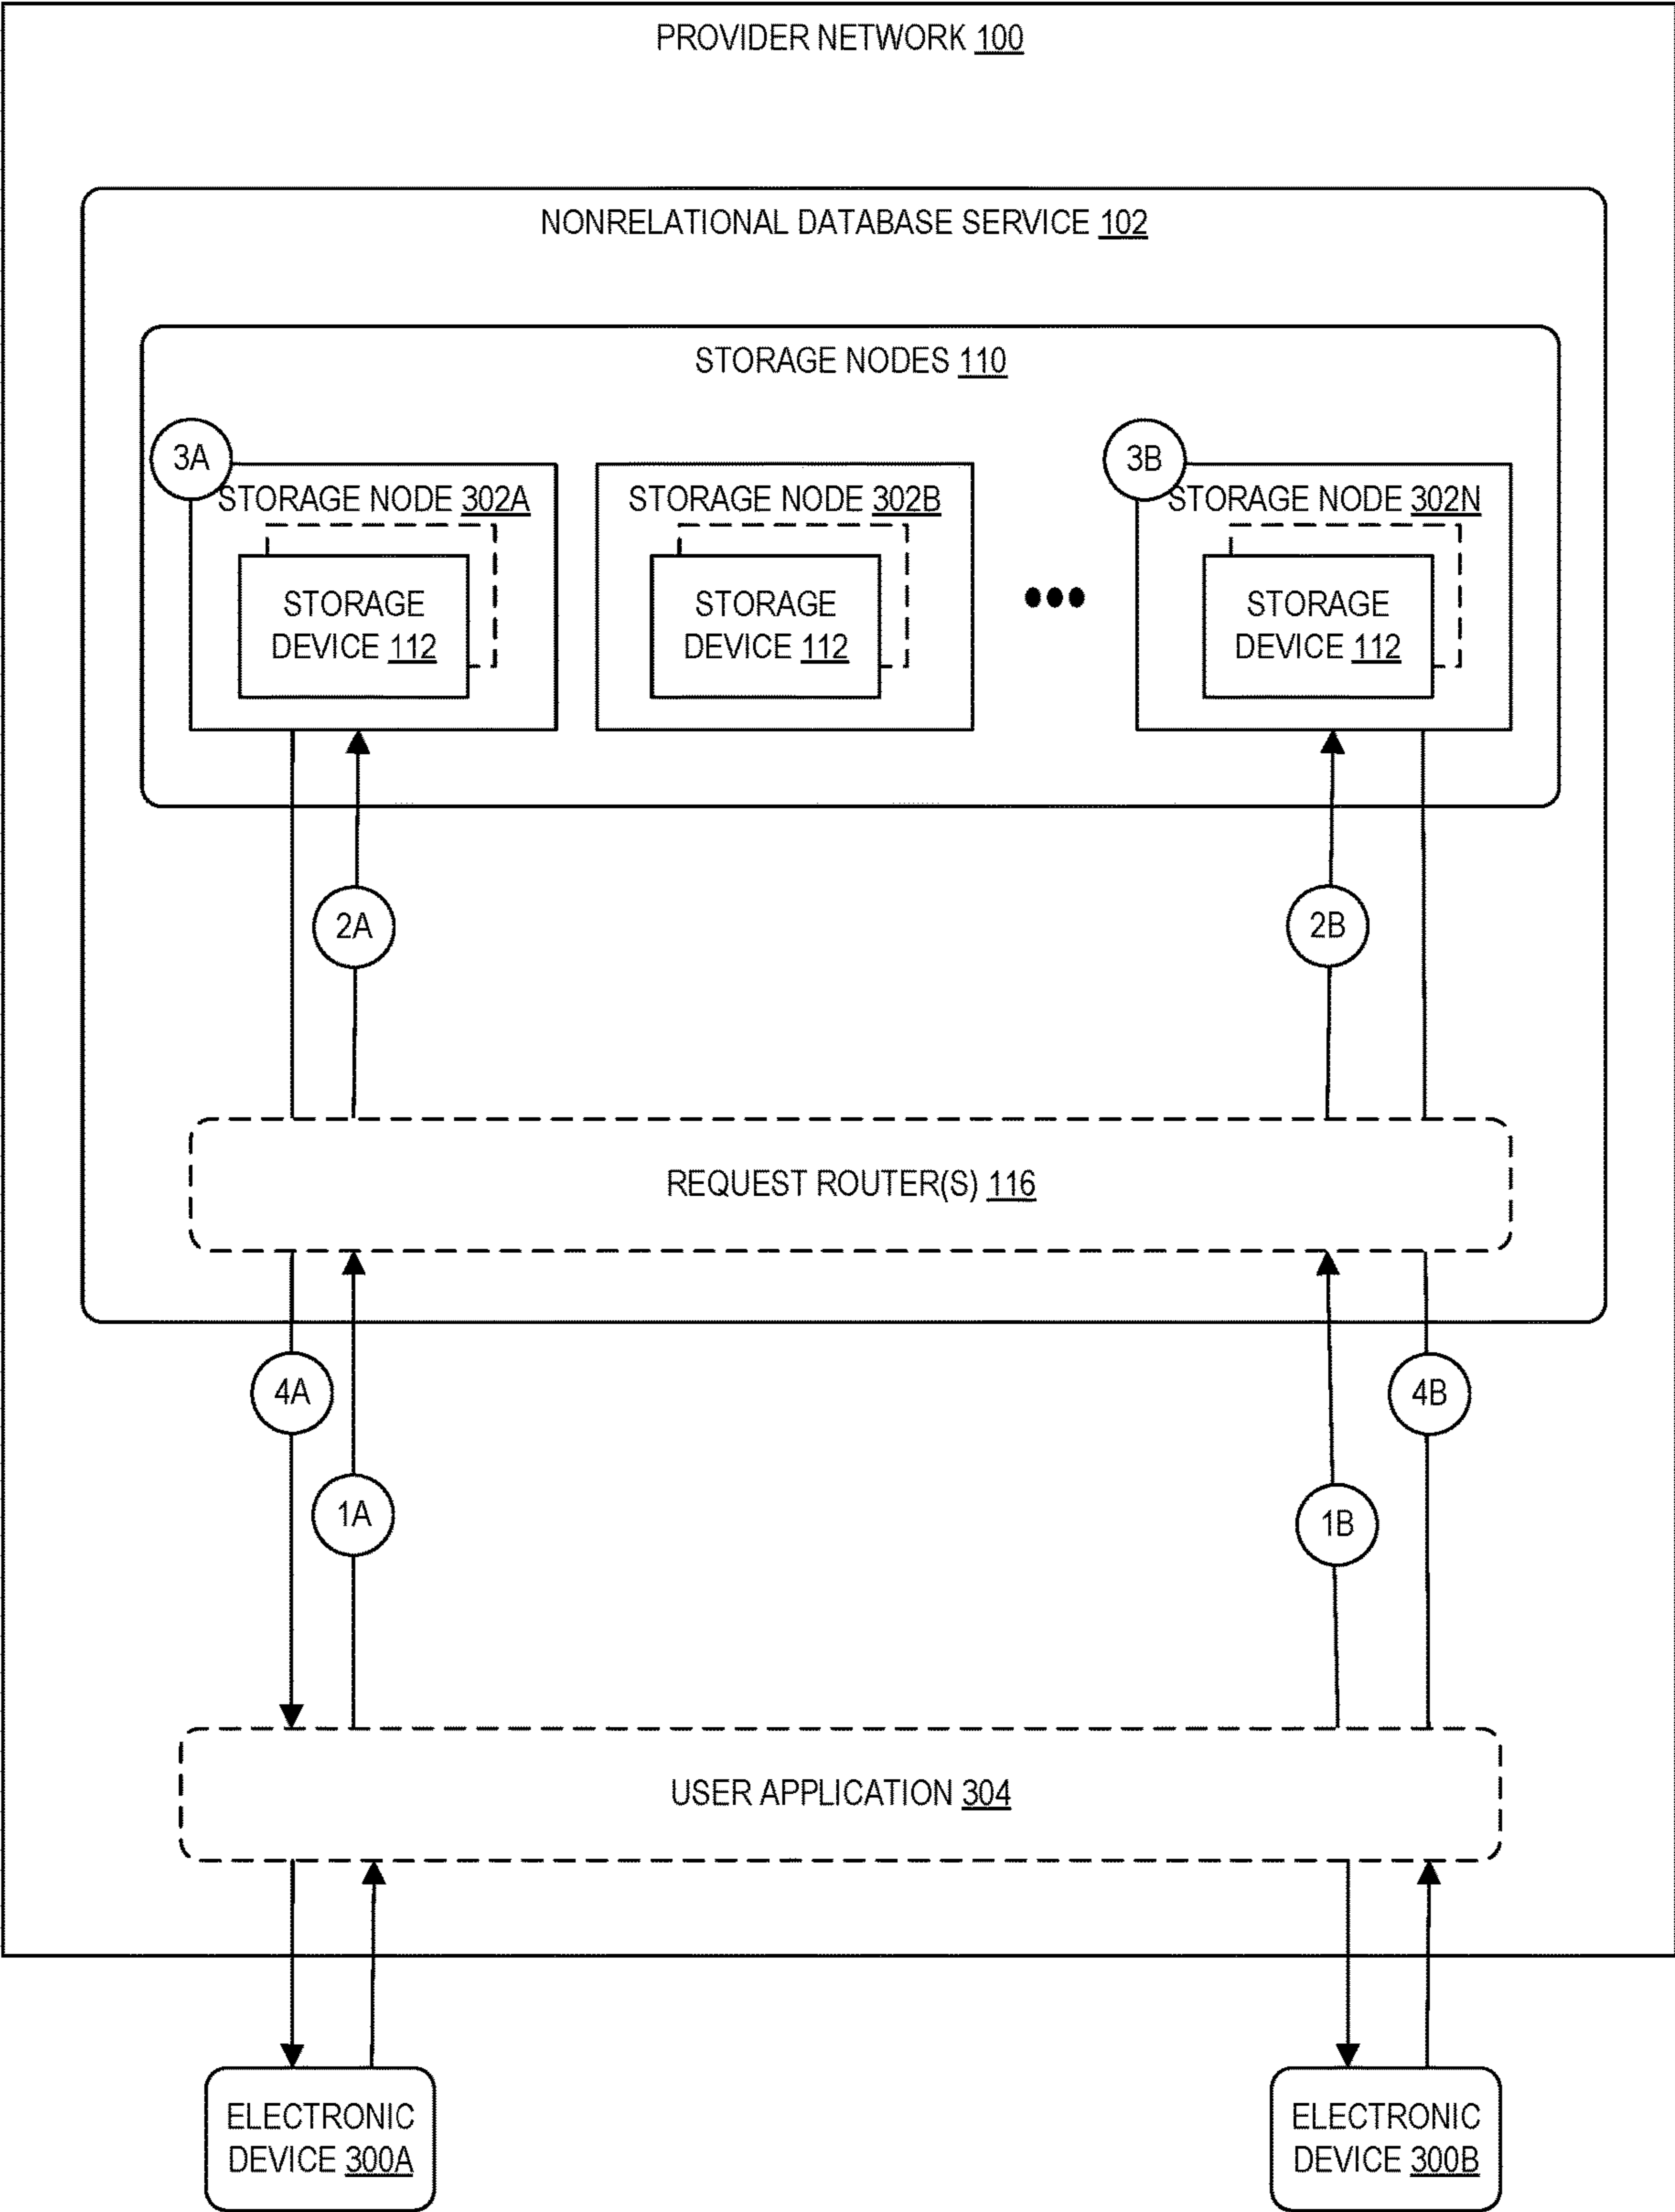 PROVIDER NETWORK 100
NONRELATIONAL DATABASE SERVICE 102
STORAGE NODES 110
3A
3B
STORAGE NODE 302A
STORAGE NODE 302B
STORAGE NODE 302N
STORAGE
DEVICE 112
STORAGE
DEVICE 112
STORAGE
DEVICE 112
2A
2B
REQUEST ROUTER(S) 116
4A
4B
1A
1B
USER APPLICATION 304
ELECTRONIC
DEVICE 300A
ELECTRONIC
DEVICE 300B